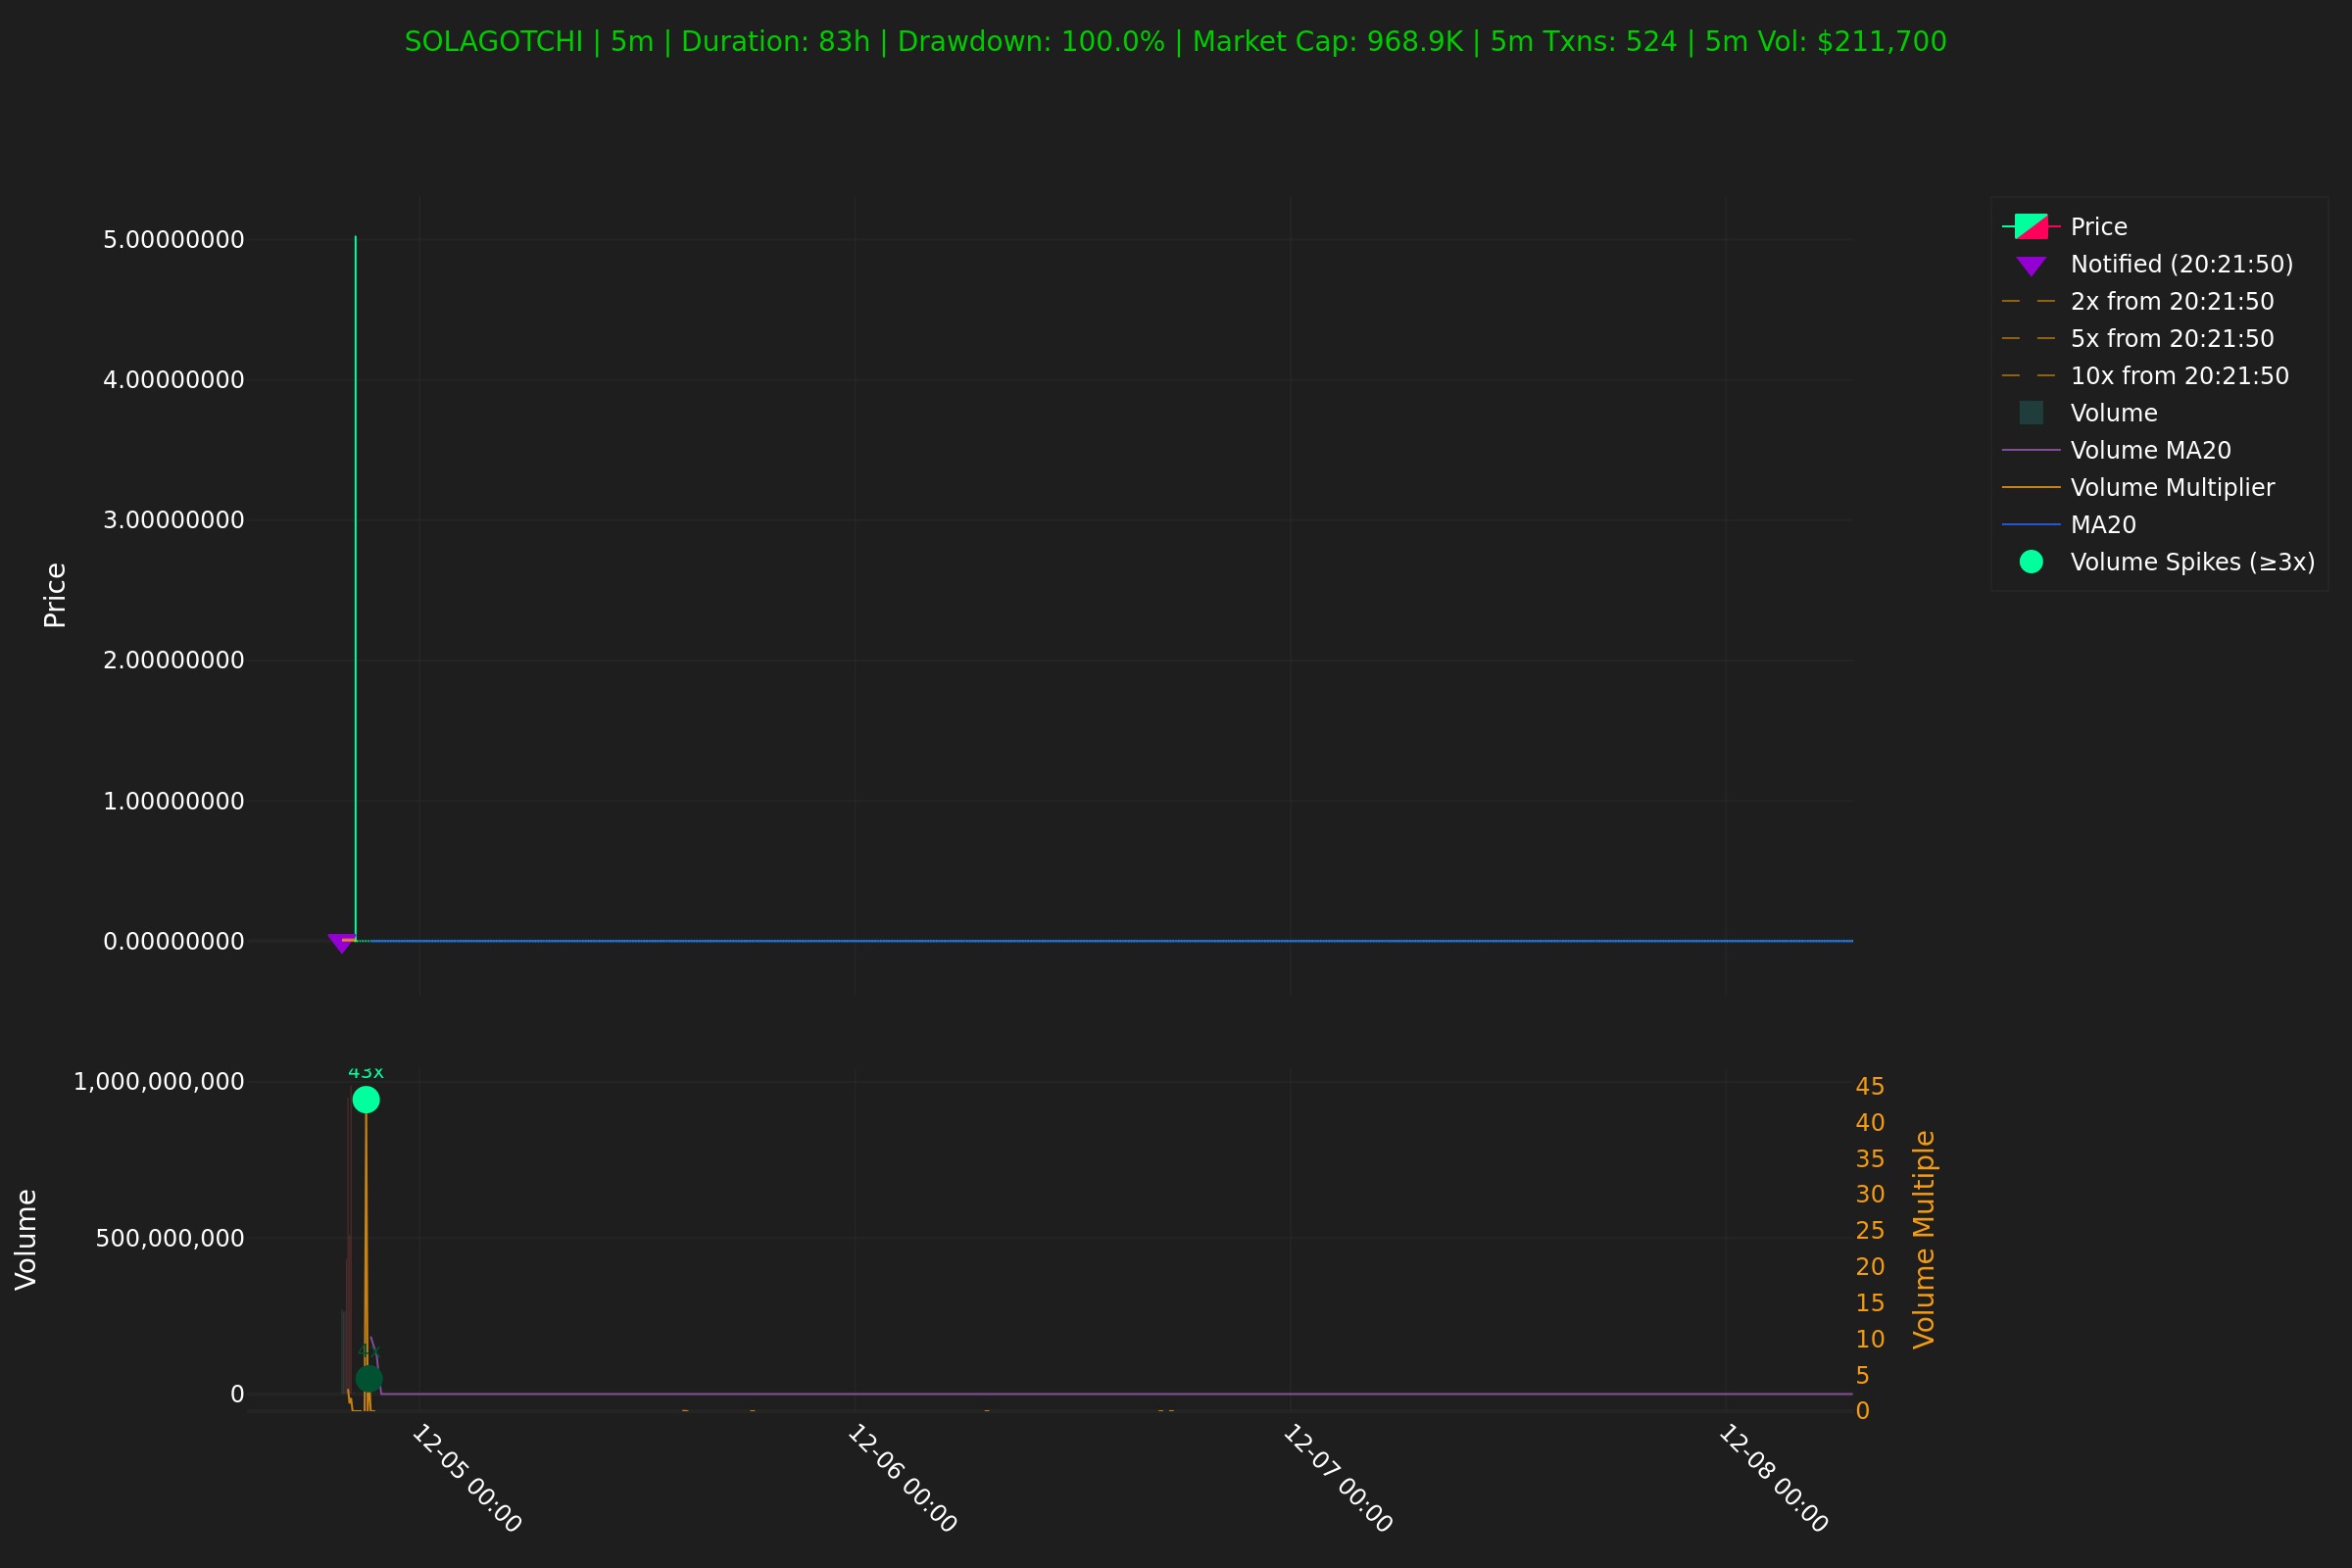 SOLAGOTCHI | 5m | Duration: 83h | Drawdown: 100.0% | Market Cap: 968.9K | 5m Txns: 524 | 5m Vol: $211,700
5.00000000
4.00000000
3.00000000
2.00000000
1.00000000
0.00000000
Price
Price
Notified (20:21:50)
2x from 20:21:50
5x from 20:21:50
10x from 20:21:50
Volume
Volume MA20
Volume Multiplier
MA20
Volume Spikes (≥3x)
1,000,000,000
500,000,000
0
Volume
43x
4x
45
40
35
30
25
20
15
10
5
0
Volume Multiple
12-05 00:00
12-06 00:00
12-07 00:00
12-08 00:00